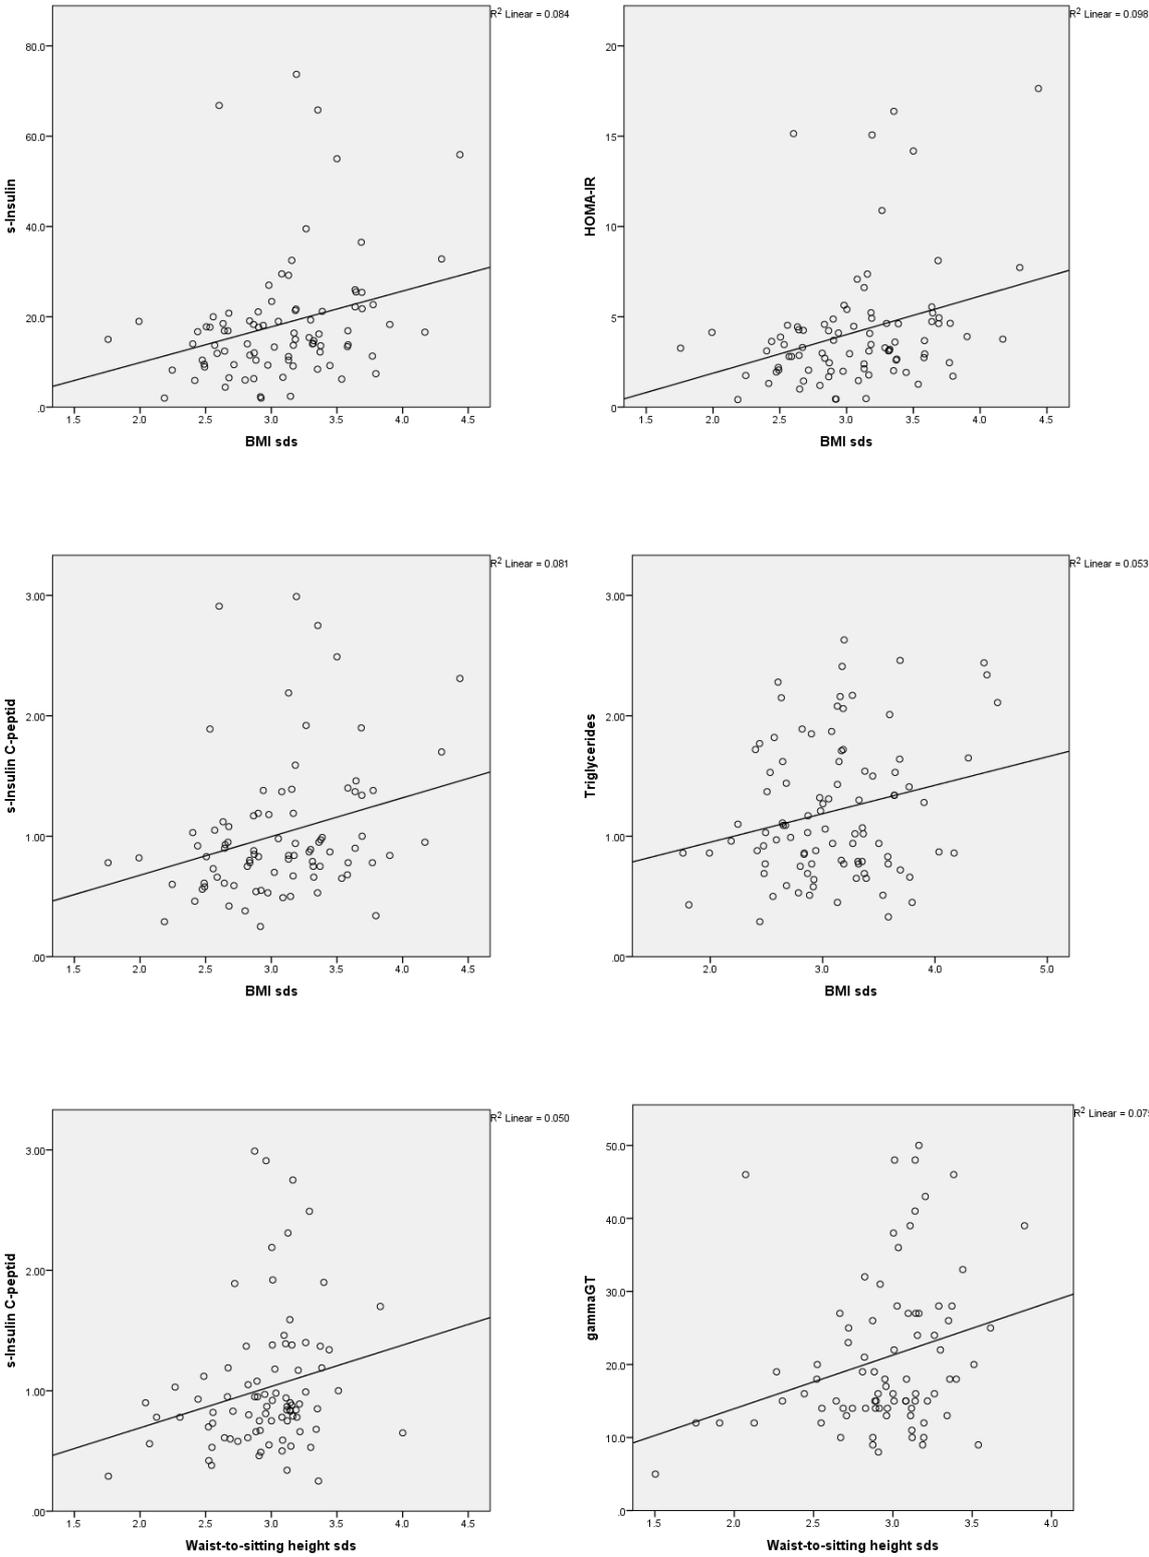 R² Linear = 0.084
80.0
60.0
40.0
20.0
.0
s-Insulin
1.5 2.0 2.5 3.0 3.5 4.0 4.5
BMI sds
R² Linear = 0.098
20
15
10
5
0
HOMA-IR
1.5 2.0 2.5 3.0 3.5 4.0 4.5
BMI sds
R² Linear = 0.081
3.00
2.00
1.00
.00
s-Insulin C-peptid
1.5 2.0 2.5 3.0 3.5 4.0 4.5
BMI sds
R² Linear = 0.053
3.00
2.00
1.00
.00
Triglycerides
2.0 3.0 4.0 5.0
BMI sds
R² Linear = 0.050
3.00
2.00
1.00
.00
s-Insulin C-peptid
1.5 2.0 2.5 3.0 3.5 4.0 4.5
Waist-to-sitting height sds
R² Linear =
50.0
40.0
30.0
20.0
10.0
.0
gammaGT
1.5 2.0 2.5 3.0 3.5 4.0
Waist-to-sitting height sds